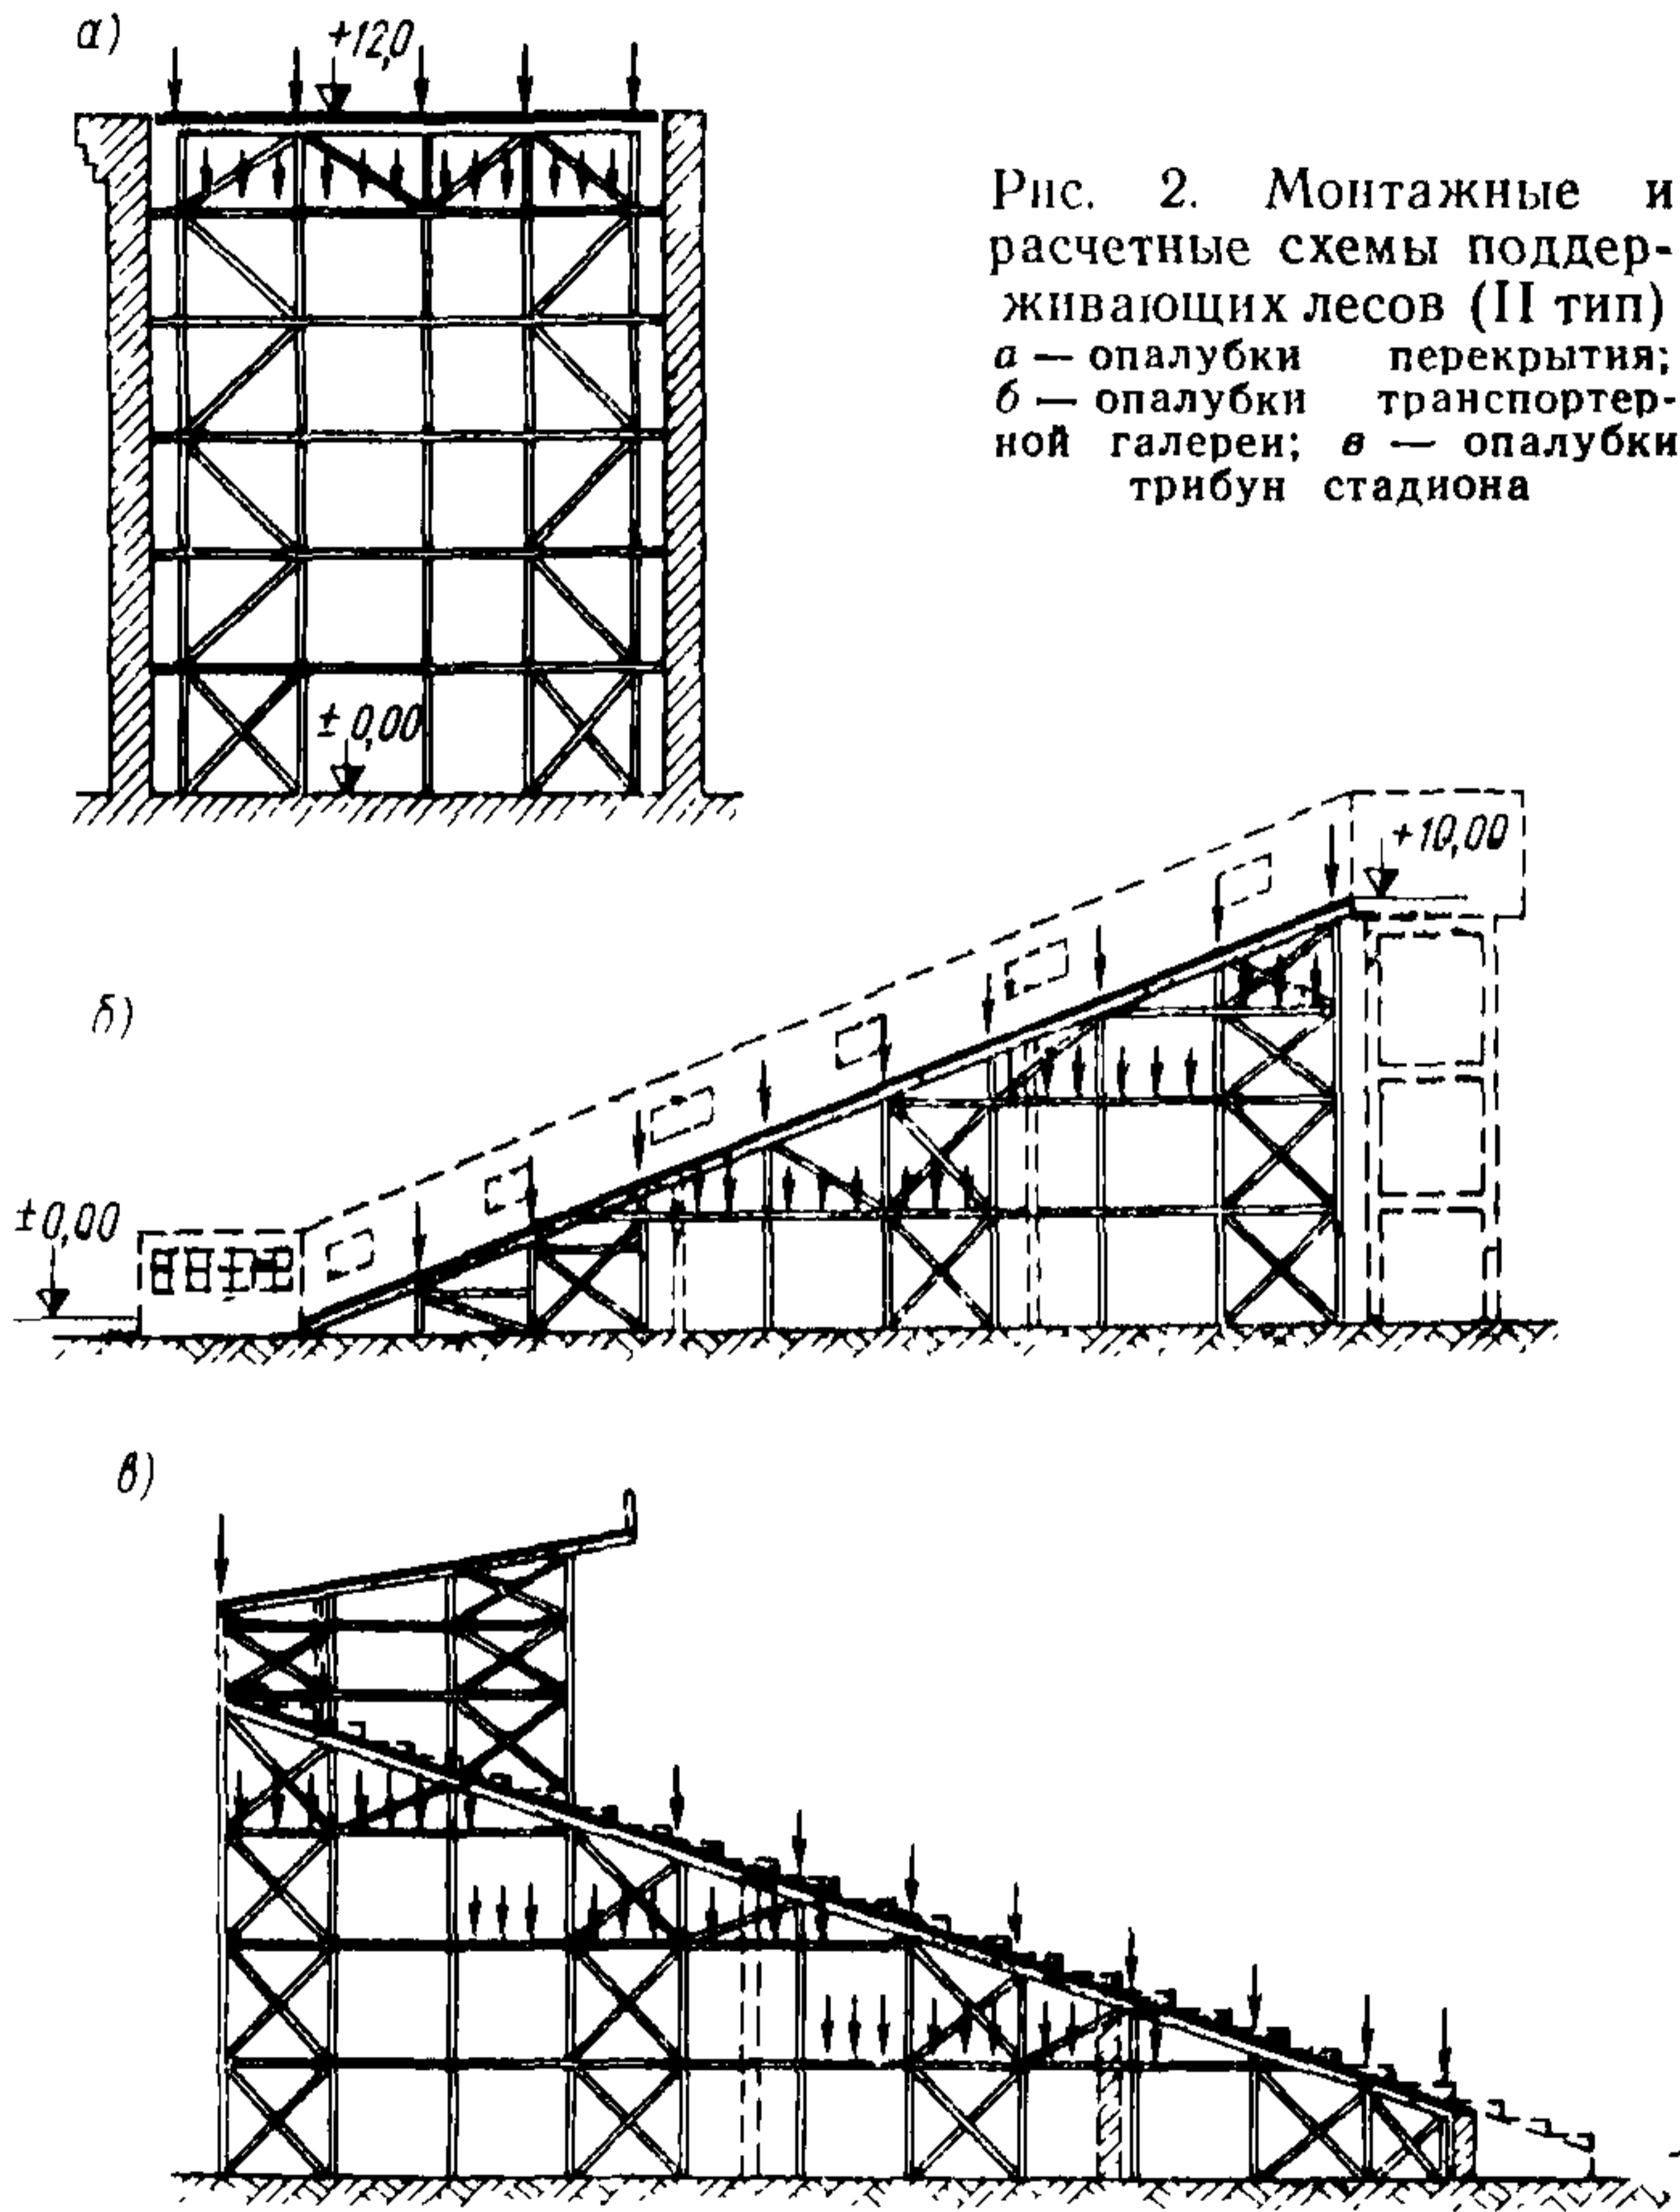 а)
+12,0
Рис. 2. Монтажные и
расчетные схемы поддер-
живающих лесов (II тип)
а — опалубки перекрытия;
б — опалубки транспортер-
ной галереи; в — опалубки
трибун стадиона
± 0,00
+10,00
б)
±0,00
в)